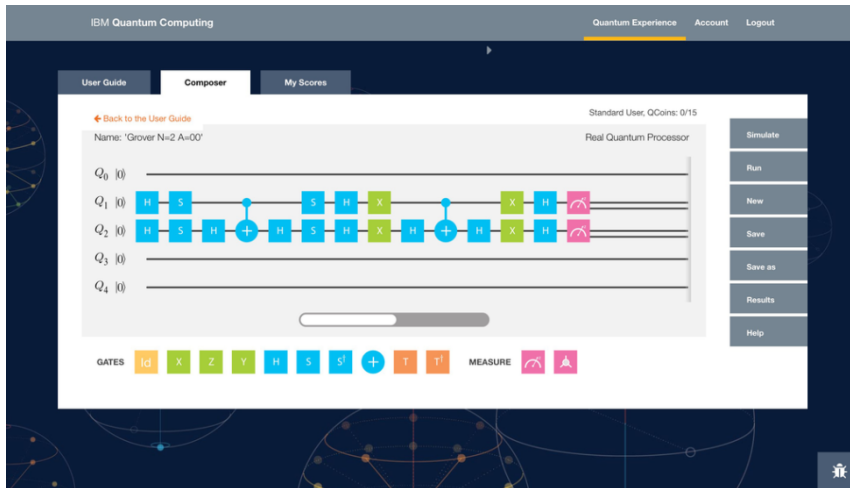 IBM Quantum Computing
Quantum Experience Account Logout
User Guide Composer My Scores
Back to the User Guide
Standard User, QCoins: 0/15
Name: 'Grover N=2 A=00'
Real Quantum Processor
Simulate
Run
New
Save
Save as
Results
Help
Q0 |0⟩
Q1 |0⟩ H S S H X X H
Q2 |0⟩ H S H + H S H X H + H X H
Q3 |0⟩
Q4 |0⟩
GATES Id X Z Y H S S† + T T† MEASURE